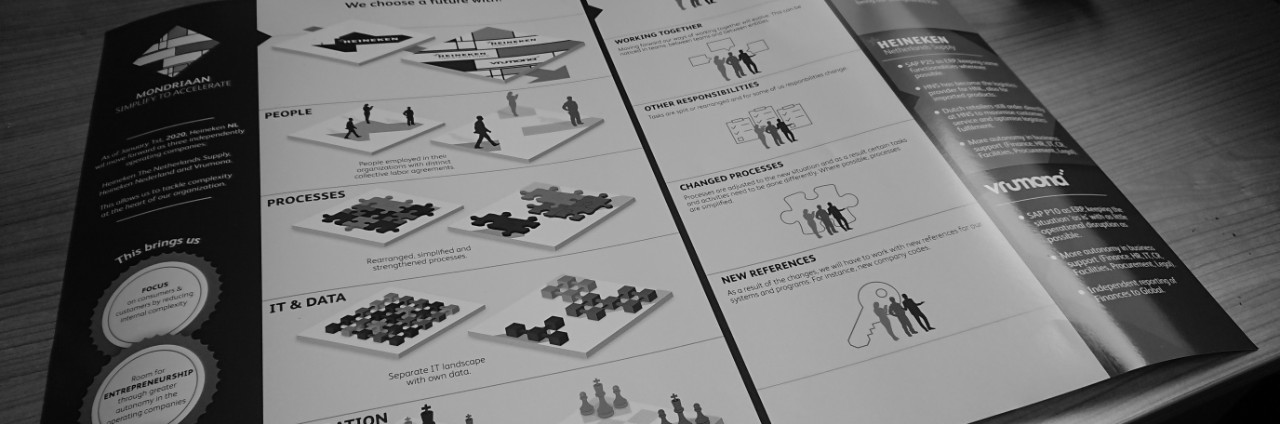 MONDRIAAN
SIMPLIFY TO ACCELERATE
As of January 1st, 2020, Heineken NL
will move forward as three independently
operating companies:
Heineken The Netherlands Supply,
Heineken Nederland and Vrumona.
This allows us to tackle complexity
at the heart of our organization.
This brings us
FOCUS
on consumers &
customers by reducing
internal complexity
Room for
ENTREPRENEURSHIP
through greater
autonomy in the
operating companies
We choose a future with:
HEINEKEN
HEINEKEN
HEINEKEN
vrumona
PEOPLE
People employed in their
organizations with distinct
collective labor agreements.
PROCESSES
Rearranged, simplified and
strengthened processes.
IT & DATA
Separate IT landscape
with own data.
ATION
WORKING TOGETHER
Moving forward our ways of working together will evolve. This can be
named in teams, between teams and between entities.
OTHER RESPONSIBILITIES
Tasks are split or rearranged and for some of us responsibilities change.
CHANGED PROCESSES
Processes are adjusted to the new situation and as a result certain tasks
and activities need to be done differently. Where possible, processes
are simplified.
NEW REFERENCES
As a result of the changes, we will have to work with new references for our
systems and programs. For instance, new company codes.
HEINEKEN
Netherlands Supply
SAP P25 as ERP, keeping same
functionalities wherever
possible.
HNS
provider for HNL, also for
imported products.
Dutch retailers still order directly
at HNS to maximise customer
service and optimise logistics
fulfillment.
More autonomy in business
support (Finance, HR, IT, CA,
Facilities, Procurement, Legal)
vrumona
SAP P10 as ERP, keeping the
situation 'as is' with as little
operational disruption as
possible.
More autonomy in business
support (Finance, HR, IT, CA,
Facilities, Procurement, Legal)
Independent reporting of
Finances to Global.